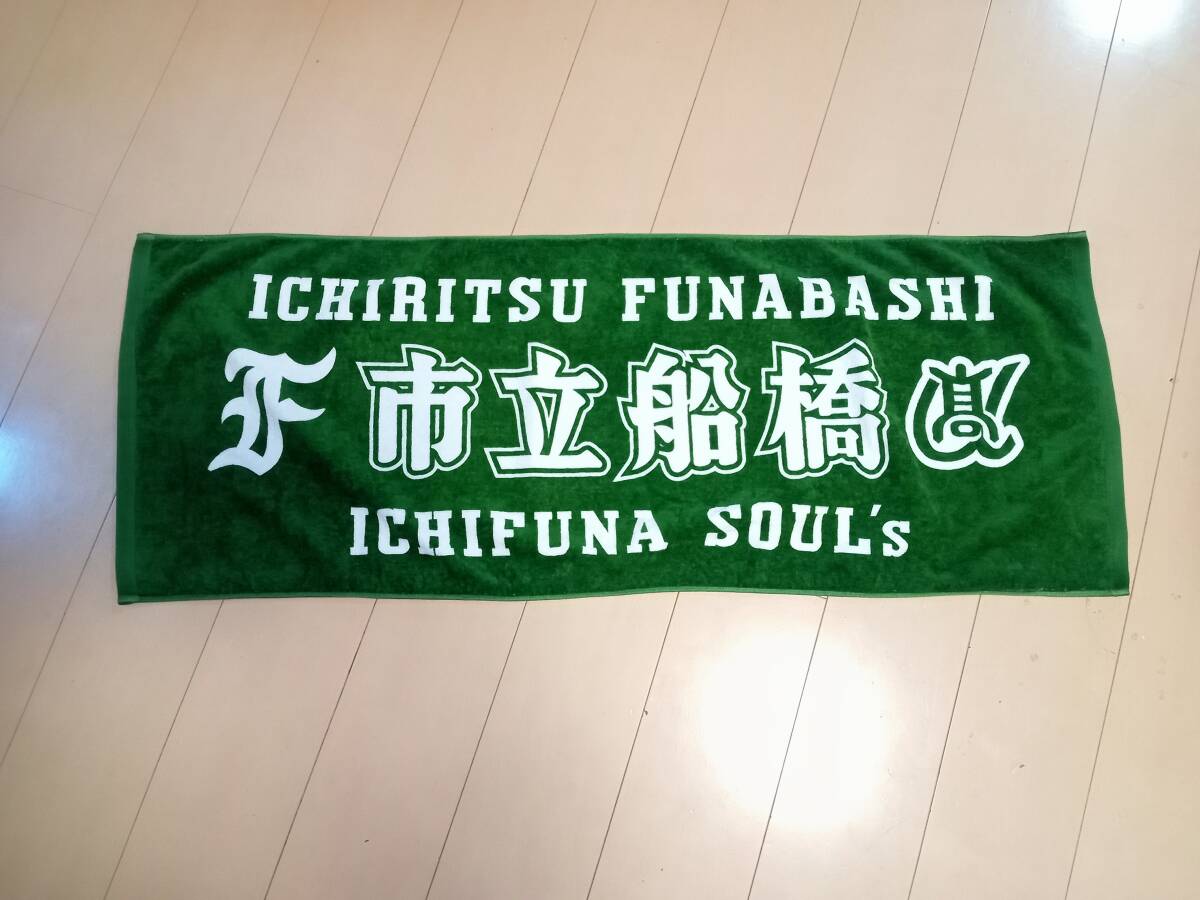 ICHIRITSU FUNABASHI
F 市立船橋 高
ICHIFUNA SOUL's